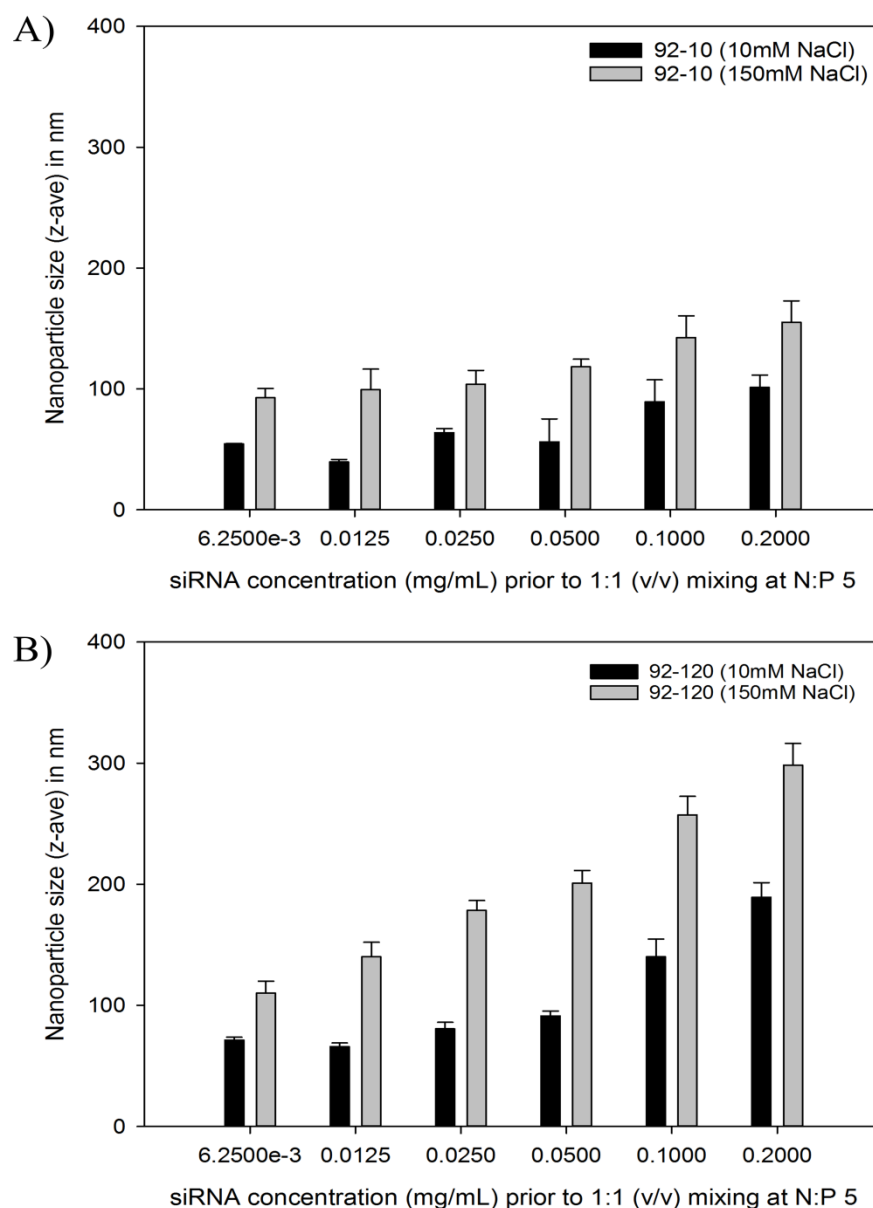 A)
400
92-10 (10mM NaCl)
92-10 (150mM NaCl)
300
200
100
0
Nanoparticle size (z-ave) in nm
6.2500e-3 0.0125 0.0250 0.0500 0.1000 0.2000
siRNA concentration (mg/mL) prior to 1:1 (v/v) mixing at N:P 5
B)
400
92-120 (10mM NaCl)
92-120 (150mM NaCl)
300
200
100
0
Nanoparticle size (z-ave) in nm
6.2500e-3 0.0125 0.0250 0.0500 0.1000 0.2000
siRNA concentration (mg/mL) prior to 1:1 (v/v) mixing at N:P 5